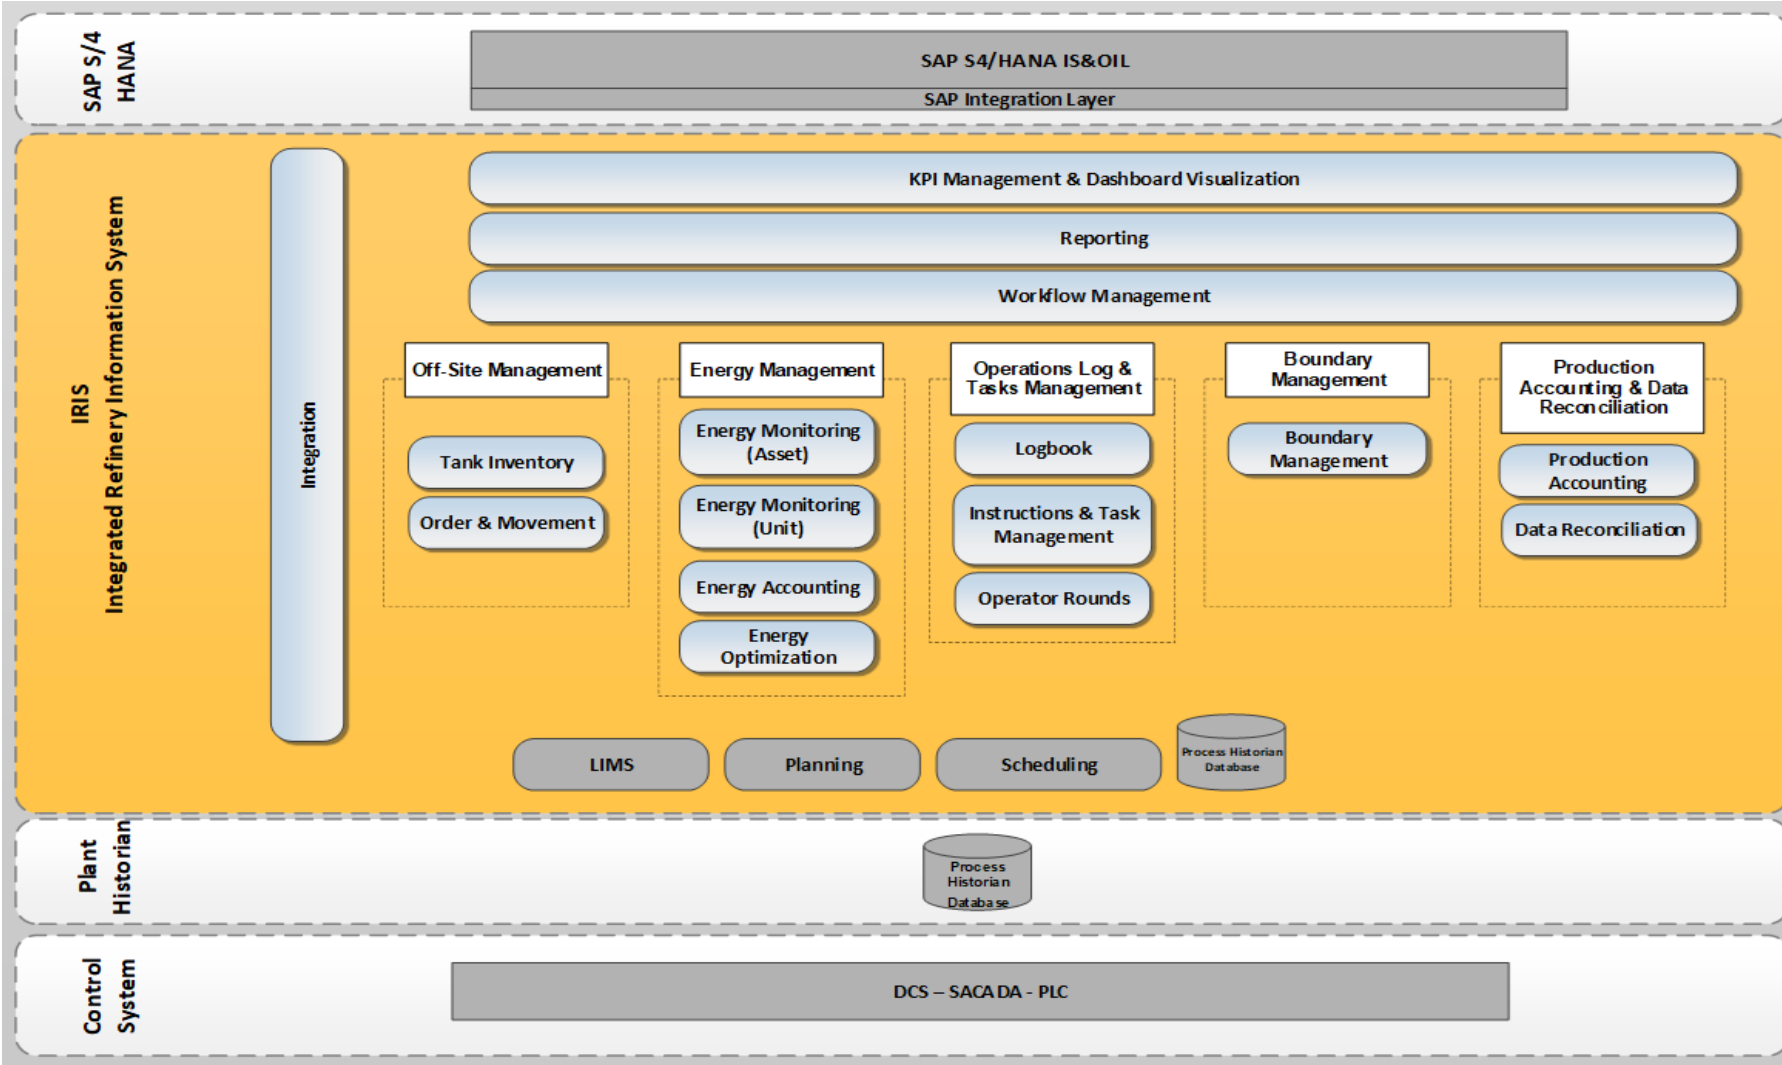 SAP S/4
HANA
SAP S4/HANA IS&OIL
SAP Integration Layer
IRIS
Integrated Refinery Information System
Integration
KPI Management & Dashboard Visualization
Reporting
Workflow Management
Off-Site Management
Tank Inventory
Order & Movement
Energy Management
Energy Monitoring
(Asset)
Energy Monitoring
(Unit)
Energy Accounting
Energy
Optimization
Operations Log &
Tasks Management
Logbook
Instructions & Task
Management
Operator Rounds
Boundary
Management
Boundary
Management
Production
Accounting & Data
Reconciliation
Production
Accounting
Data Reconciliation
LIMS
Planning
Scheduling
Process Historian
Database
Plant
Historian
Process
Historian
Database
Control
System
DCS – SACADA - PLC